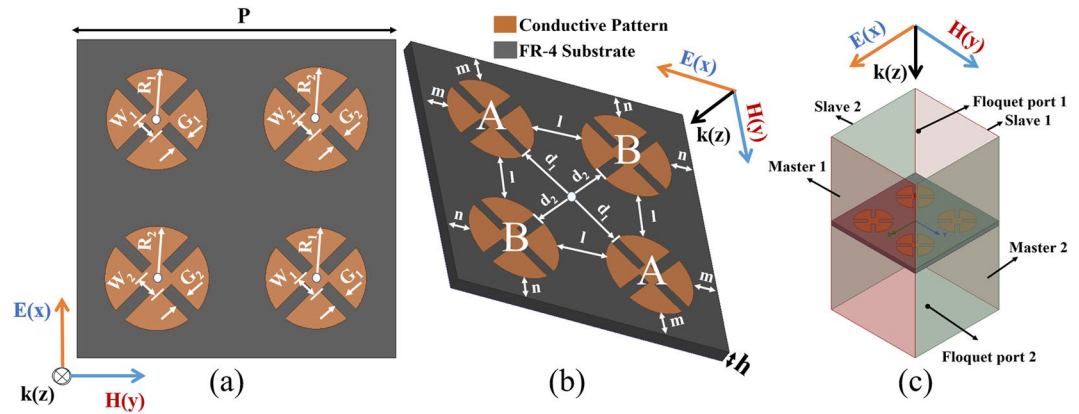 P
R₁
W₁
G₁
R₂
W₂
G₂
R₂
W₂
G₂
R₁
W₁
G₂
E(x)
k(z)
H(y)
(a)
Conductive Pattern
FR-4 Substrate
E(x)
H(y)
k(z)
m
m
A
l
n
B
n
l
d₁
d₂
d₂
d₁
l
n
B
n
l
A
m
m
h
(b)
E(x)
H(y)
k(z)
Slave 2
Floquet port 1
Slave 1
Master 1
Master 2
Floquet port 2
(c)